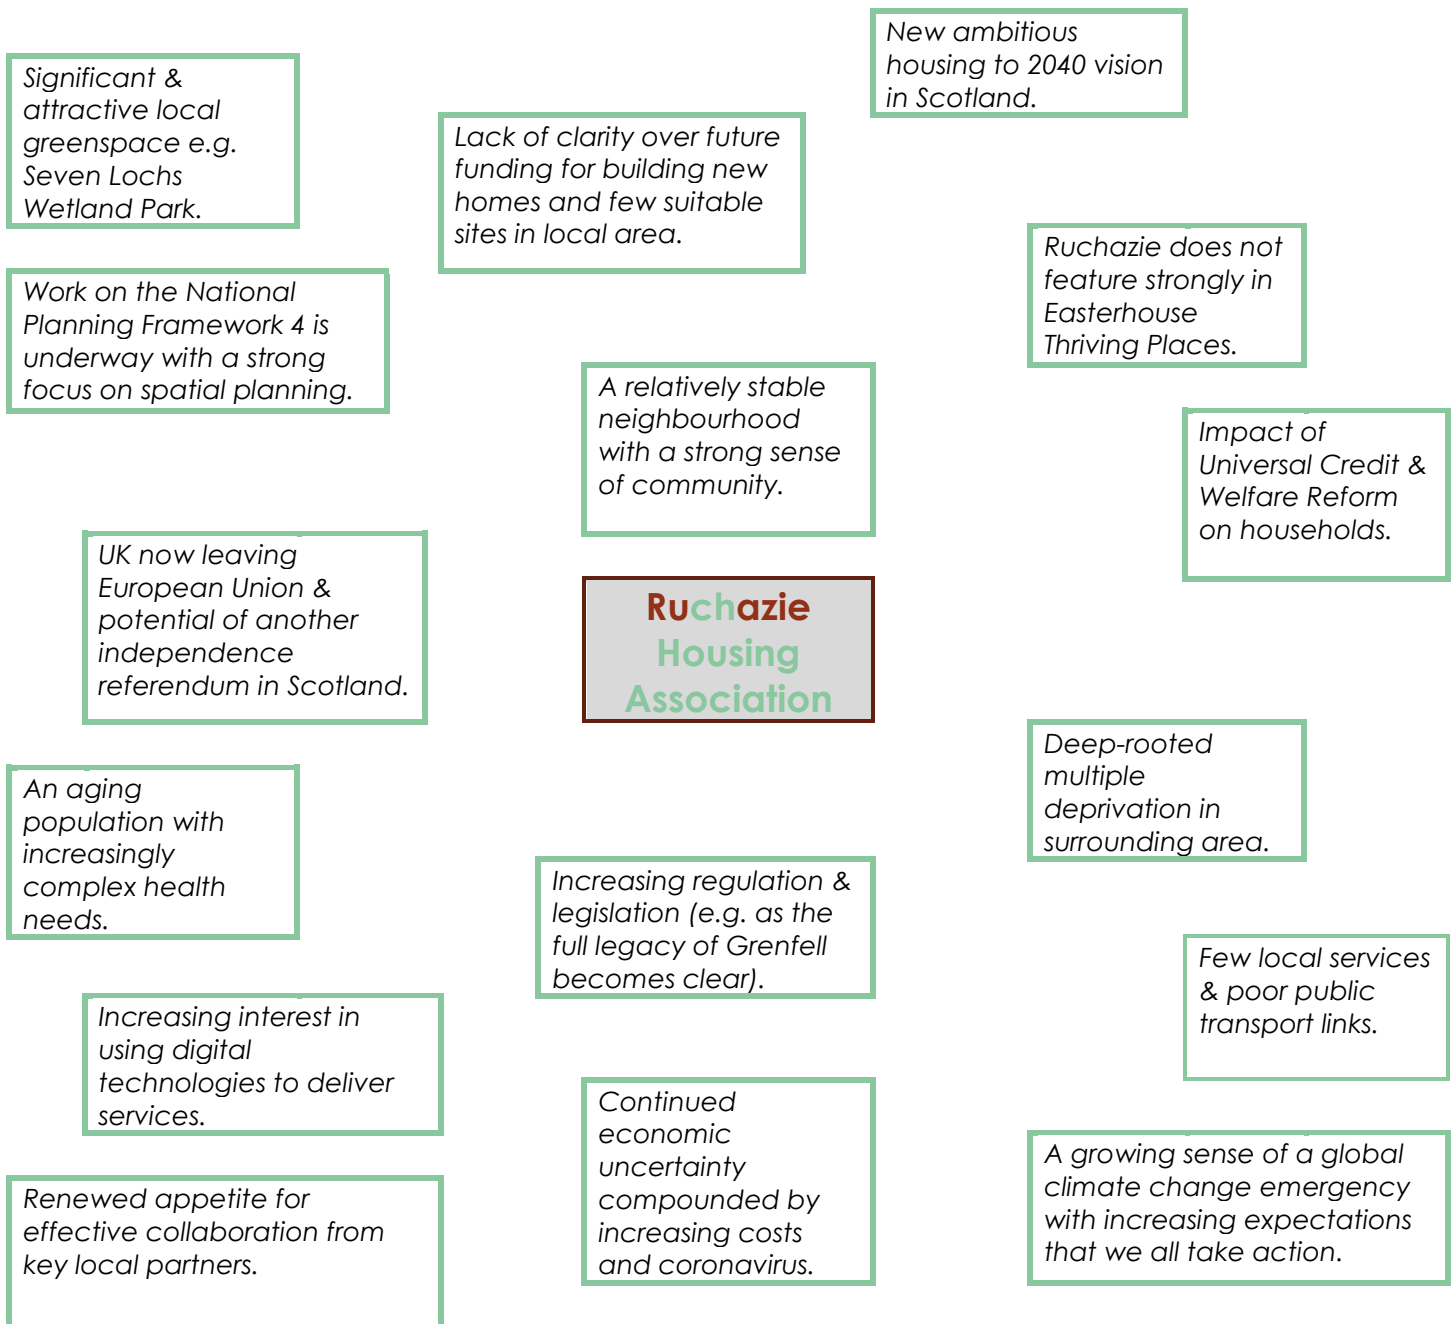 New ambitious
housing to 2040 vision
in Scotland.
Significant &
attractive local
greenspace e.g.
Seven Lochs
Wetland Park.
Lack of clarity over future
funding for building new
homes and few suitable
sites in local area.
Ruchazie does not
feature strongly in
Easterhouse
Thriving Places.
Work on the National
Planning Framework 4 is
underway with a strong
focus on spatial planning.
A relatively stable
neighbourhood
with a strong sense
of community.
Impact of
Universal Credit &
Welfare Reform
on households.
UK now leaving
European Union &
potential of another
independence
referendum in Scotland.
Ruchazie
Housing
Association
Deep-rooted
multiple
deprivation in
surrounding area.
An aging
population with
increasingly
complex health
needs.
Increasing regulation &
legislation (e.g. as the
full legacy of Grenfell
becomes clear).
Few local services
& poor public
transport links.
Increasing interest in
using digital
technologies to deliver
services.
Continued
economic
uncertainty
compounded by
increasing costs
and coronavirus.
A growing sense of a global
climate change emergency
with increasing expectations
that we all take action.
Renewed appetite for
effective collaboration from
key local partners.